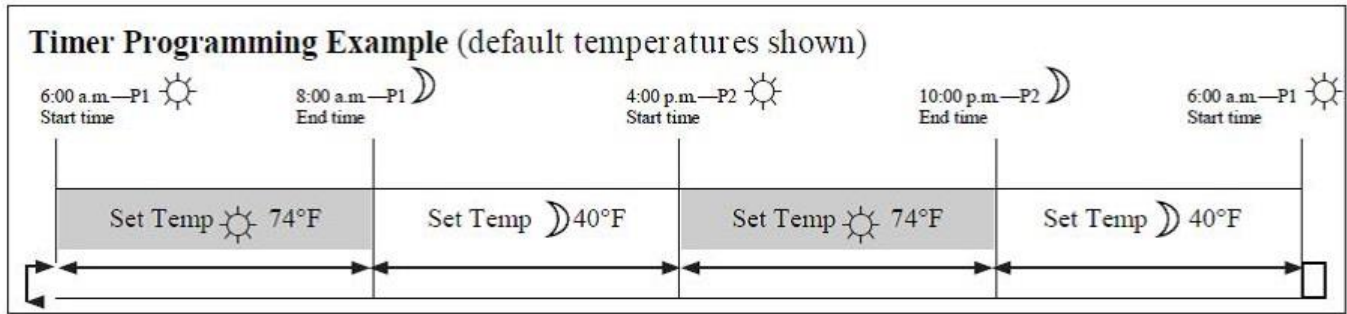 Timer Programming Example (default temperatures shown)
6:00 a.m.—P1
Start time
8:00 a.m.—P1
End time
4:00 p.m.—P2
Start time
10:00 p.m.—P2
End time
6:00 a.m.—P1
Start time
Set Temp 74°F
Set Temp 40°F
Set Temp 74°F
Set Temp 40°F